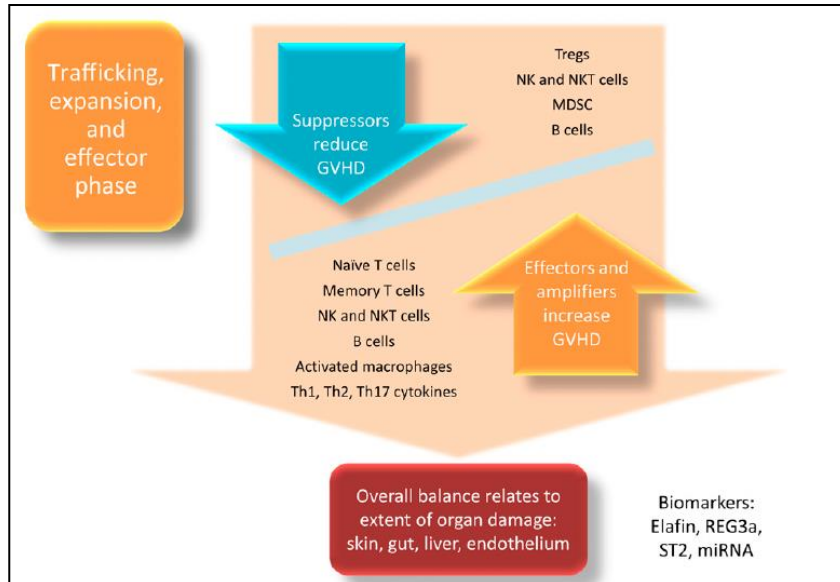 Trafficking,
expansion,
and
effector
phase
Suppressors
reduce
GVHD
Tregs
NK and NKT cells
MDSC
B cells
Naïve T cells
Memory T cells
NK and NKT cells
B cells
Activated macrophages
Th1, Th2, Th17 cytokines
Effectors and
amplifiers
increase
GVHD
Overall balance relates to
extent of organ damage:
skin, gut, liver, endothelium
Biomarkers:
Elafin, REG3a,
ST2, miRNA